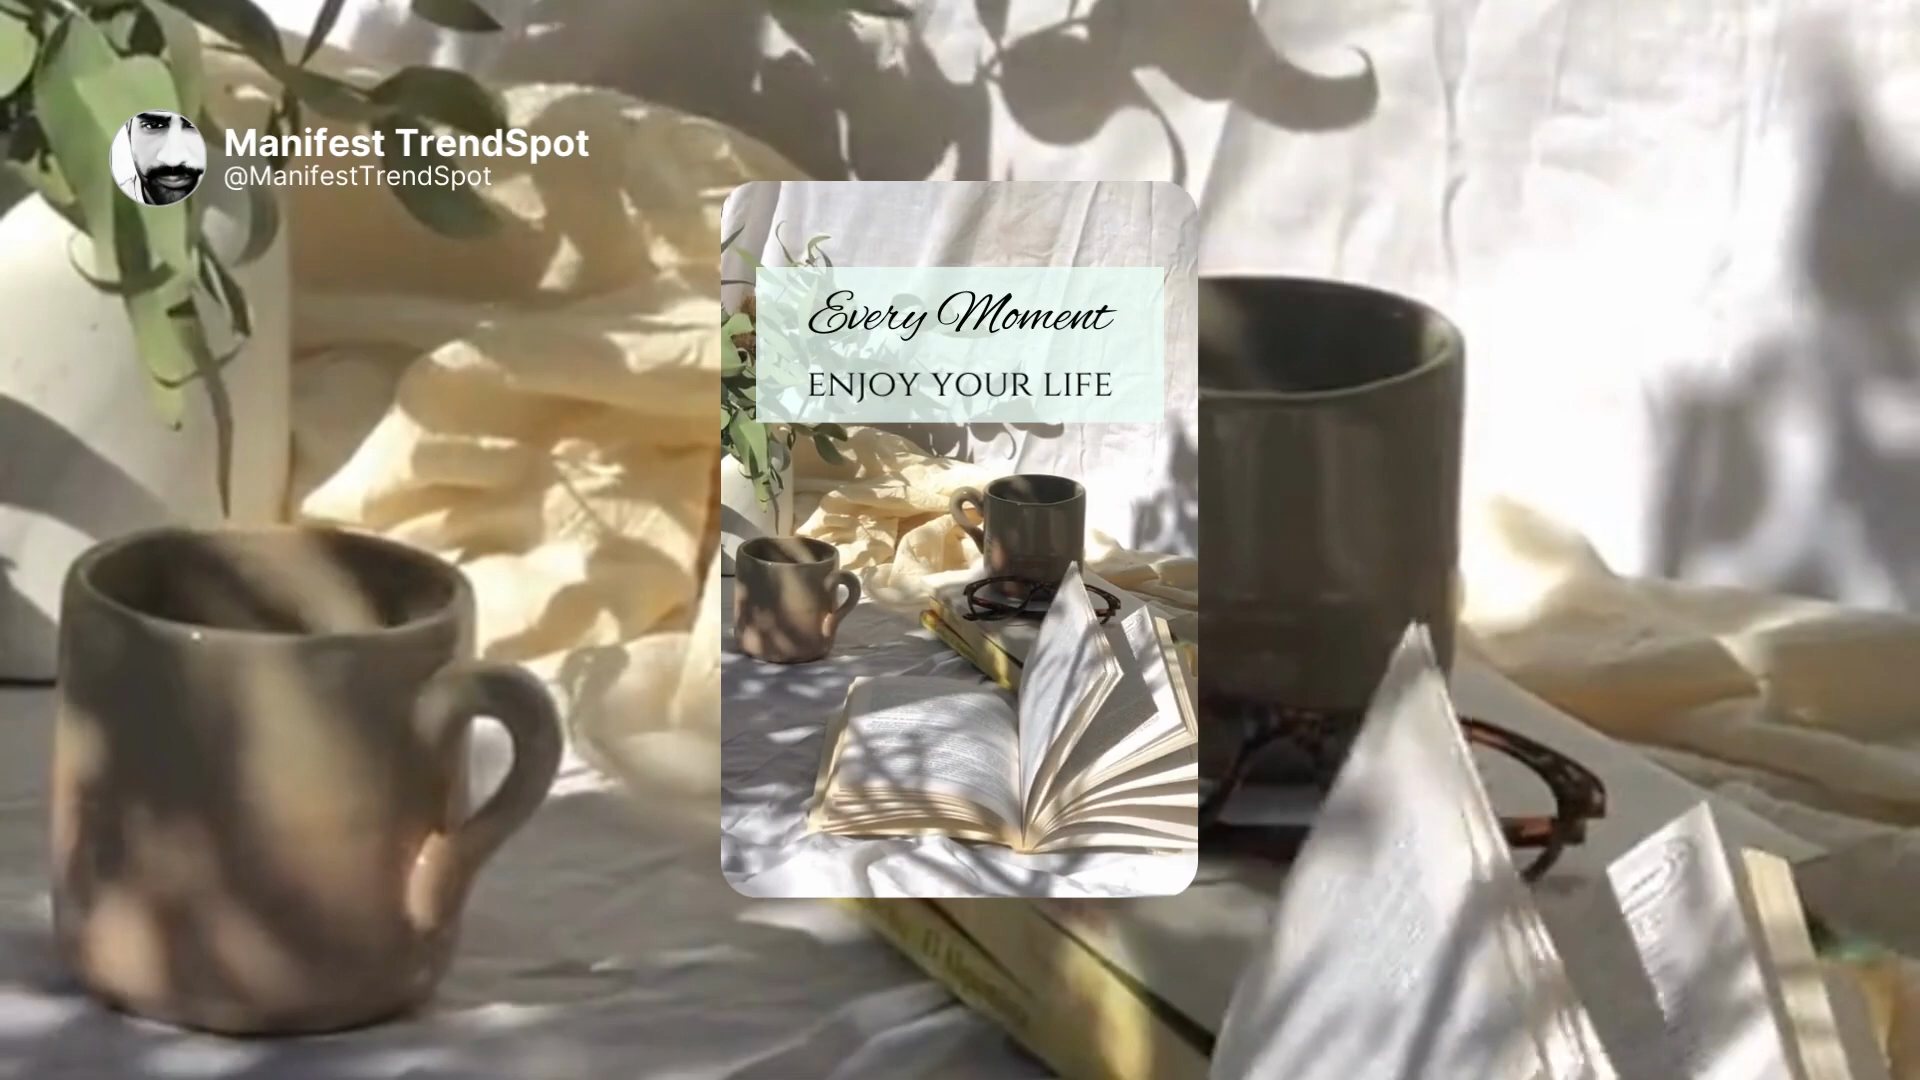 Manifest TrendSpot
@ManifestTrendSpot
Every Moment
ENJOY YOUR LIFE